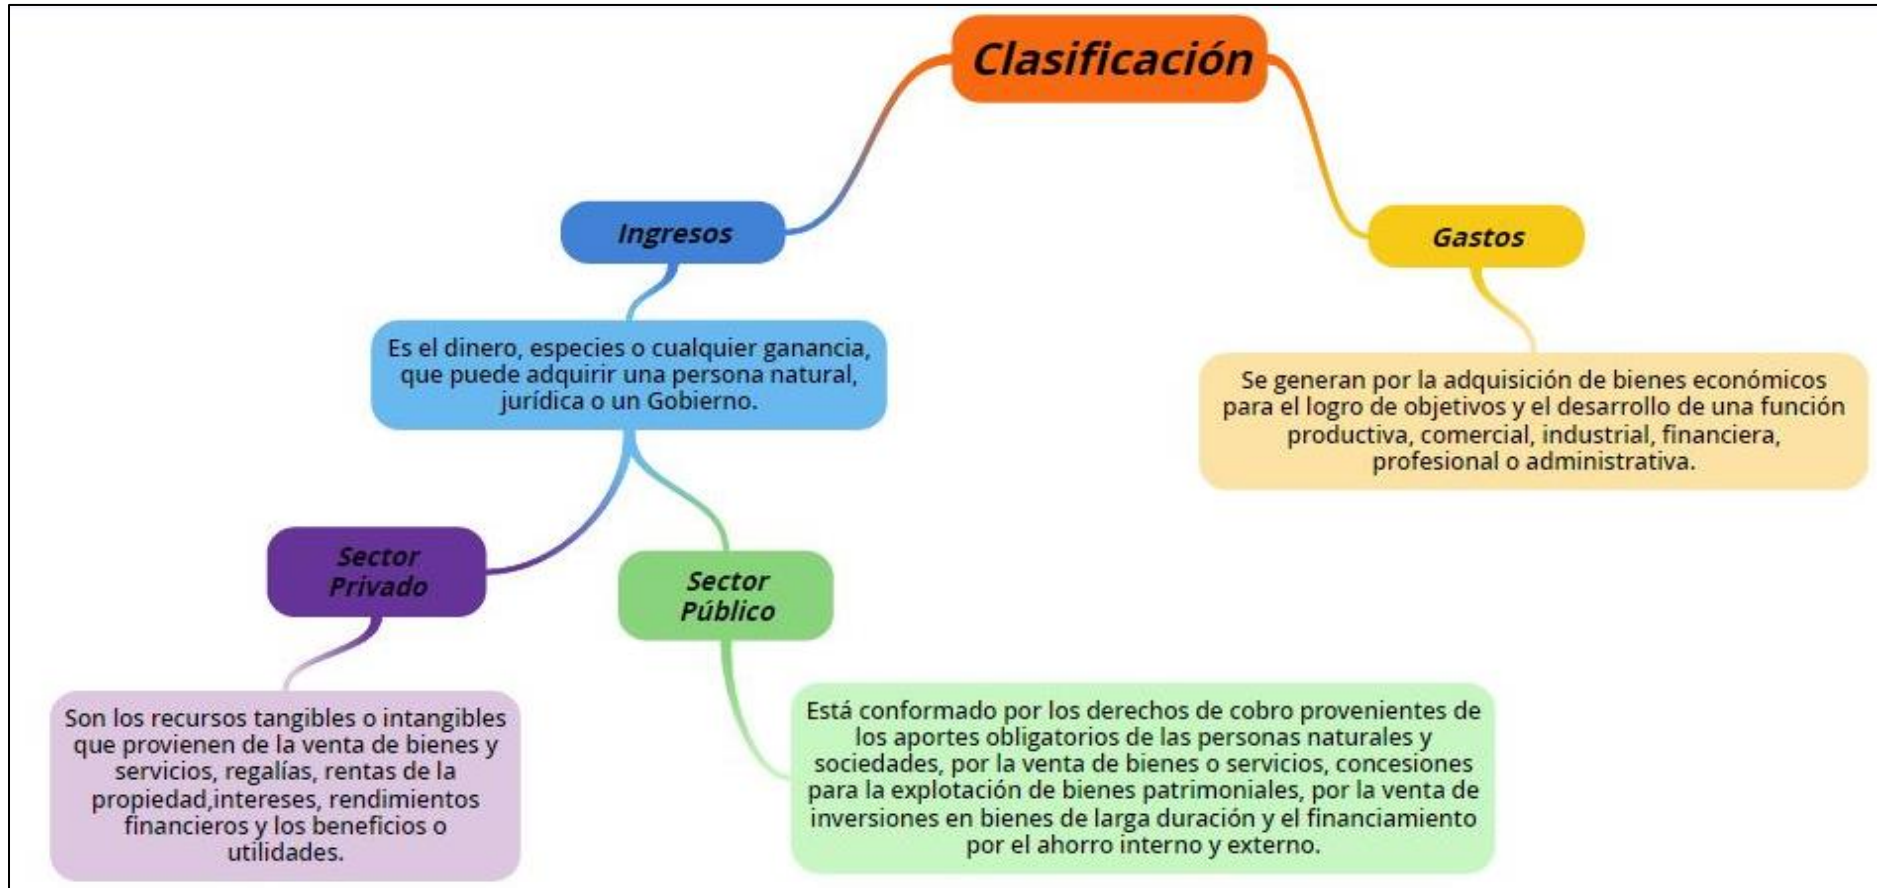 Clasificación
Ingresos
Gastos
Es el dinero, especies o cualquier ganancia,
que puede adquirir una persona natural,
jurídica o un Gobierno.
Se generan por la adquisición de bienes económicos
para el logro de objetivos y el desarrollo de una función
productiva, comercial, industrial, financiera,
profesional o administrativa.
Sector
Privado
Sector
Público
Son los recursos tangibles o intangibles
que provienen de la venta de bienes y
servicios, regalías, rentas de la
propiedad,intereses, rendimientos
financieros y los beneficios o
utilidades.
Está conformado por los derechos de cobro provenientes de
los aportes obligatorios de las personas naturales y
sociedades, por la venta de bienes o servicios, concesiones
para la explotación de bienes patrimoniales, por la venta de
inversiones en bienes de larga duración y el financiamiento
por el ahorro interno y externo.